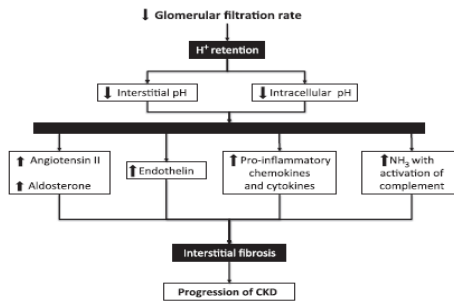 ⬇ Glomerular filtration rate
H⁺ retention
⬇ Interstitial pH
⬇ Intracellular pH
⬆ Angiotensin II
⬆ Aldosterone
⬆ Endothelin
⬆ Pro-inflammatory
chemokines
and cytokines
⬆ NH₃ with
activation of
complement
Interstitial fibrosis
Progression of CKD